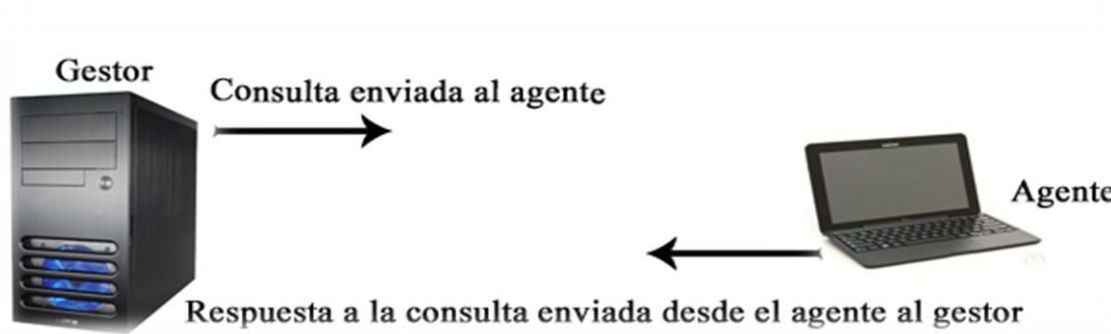 Gestor
Consulta enviada al agente
Agente
Respuesta a la consulta enviada desde el agente al gestor